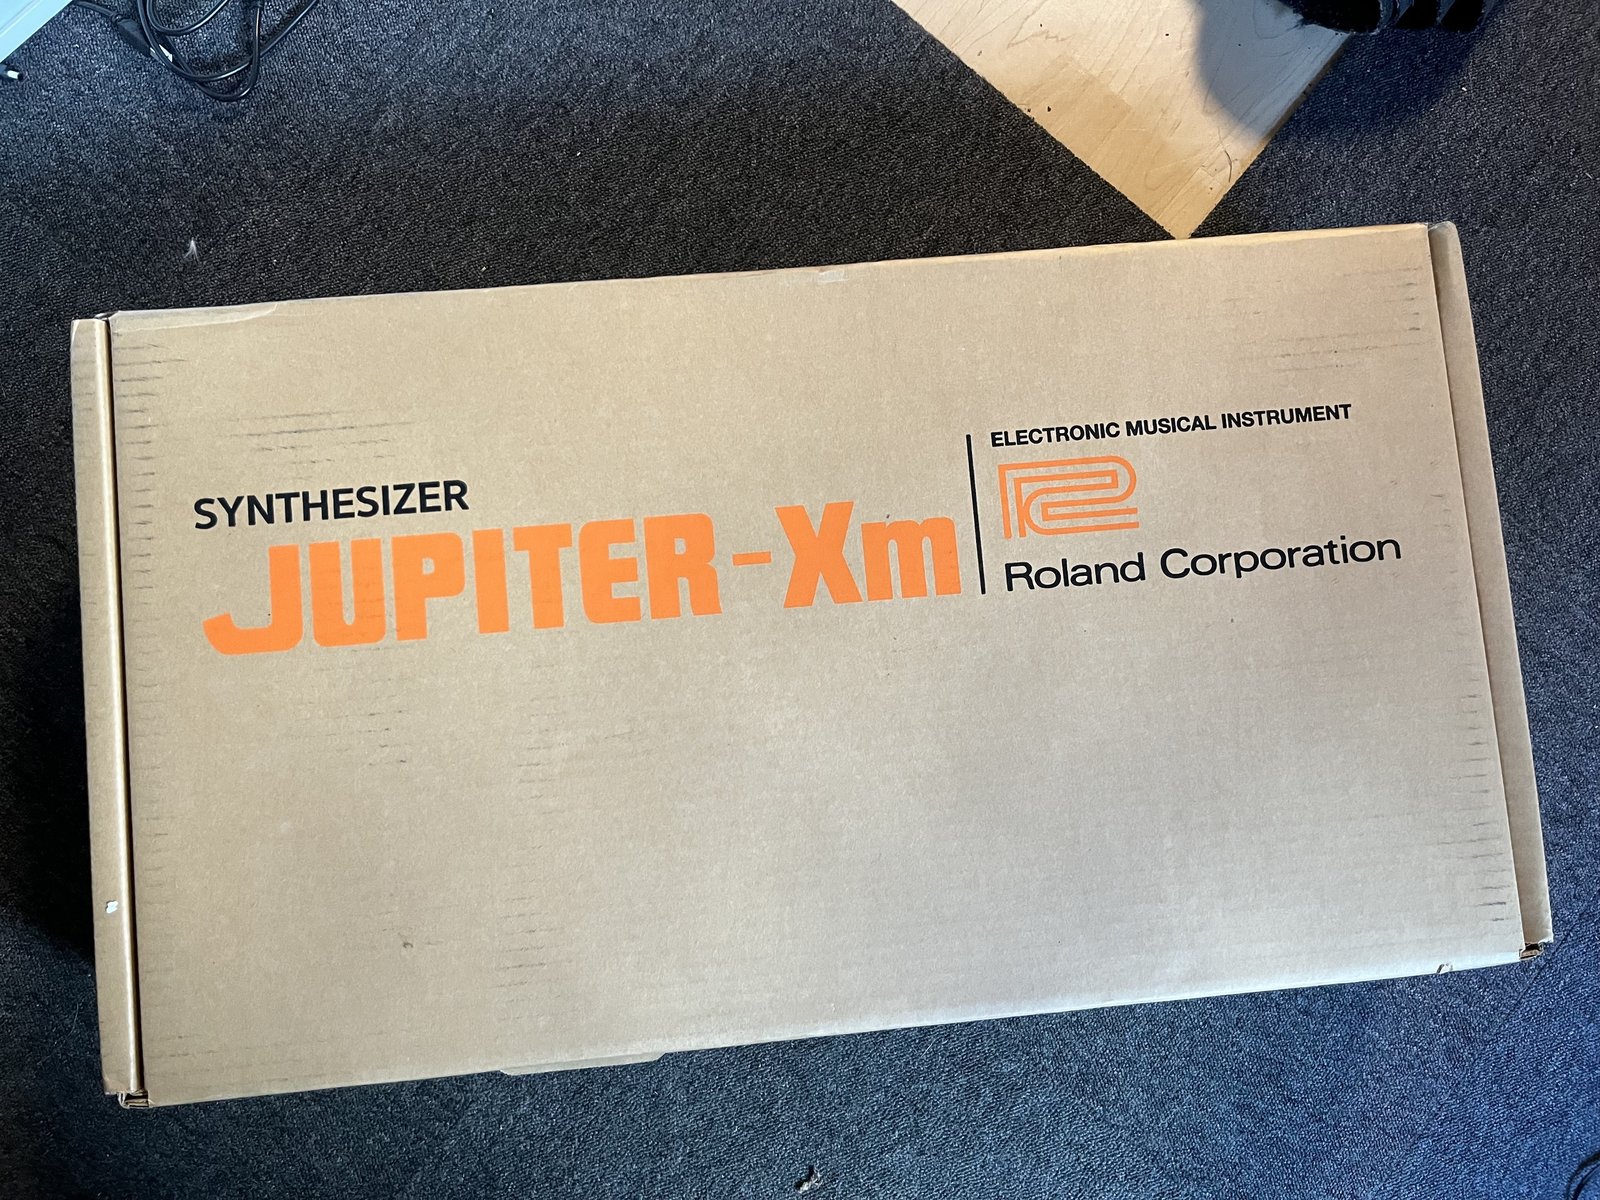 SYNTHESIZER
JUPITER-Xm
ELECTRONIC MUSICAL INSTRUMENT
Roland Corporation